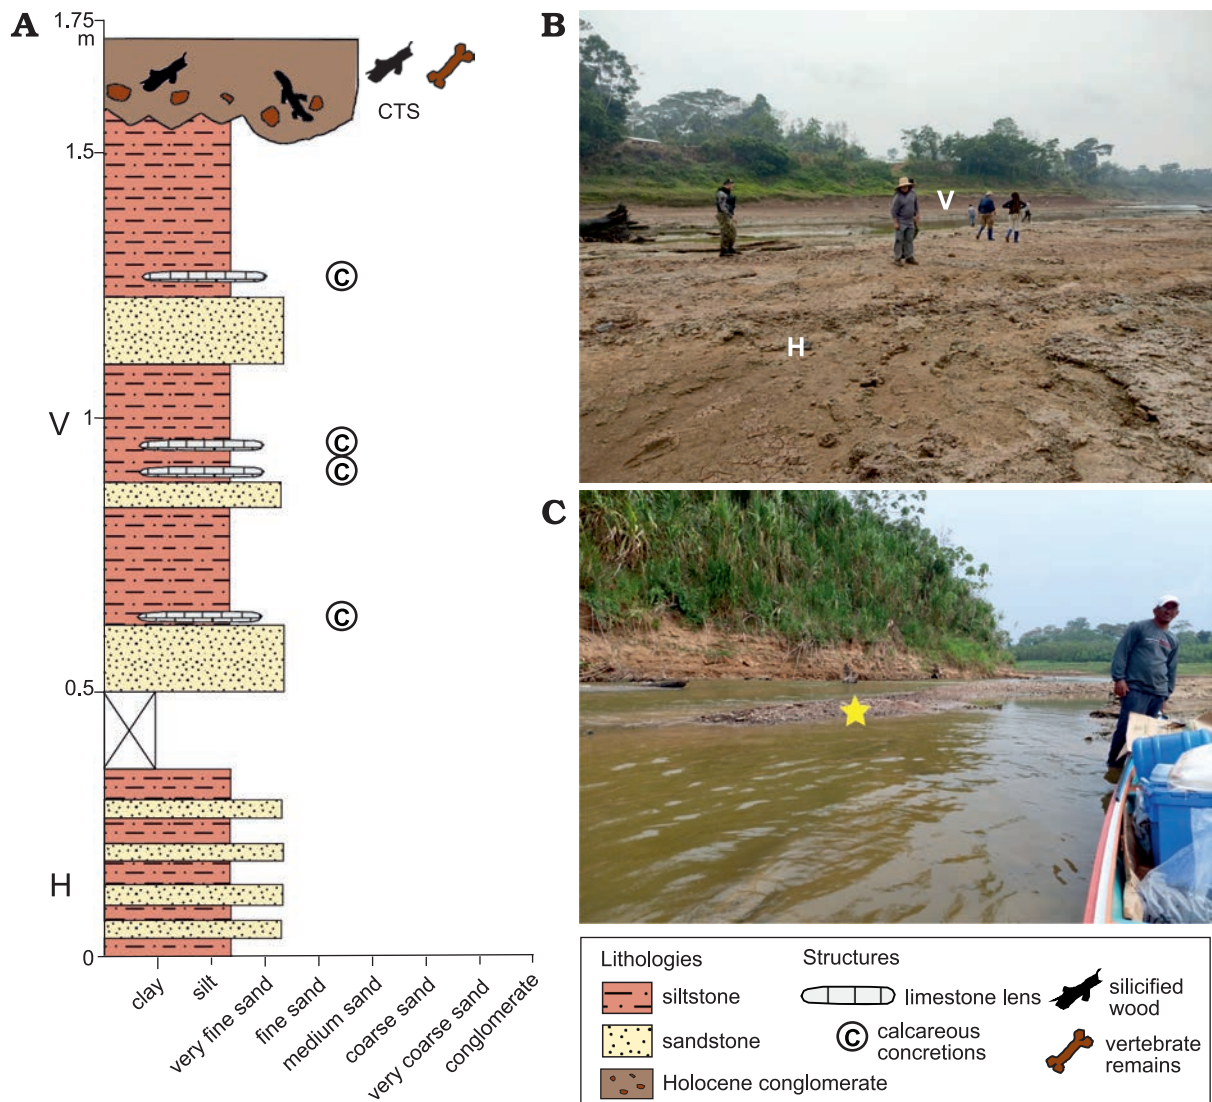 A
1.75
m
CTS
1.5
C
V
1
C
C
C
0.5
H
0
clay
silt
very fine sand
fine sand
medium sand
coarse sand
very coarse sand
conglomerate
B
V
H
C
Lithologies
siltstone
sandstone
Holocene conglomerate
Structures
limestone lens
C calcareous
concretions
silicified
wood
vertebrate
remains